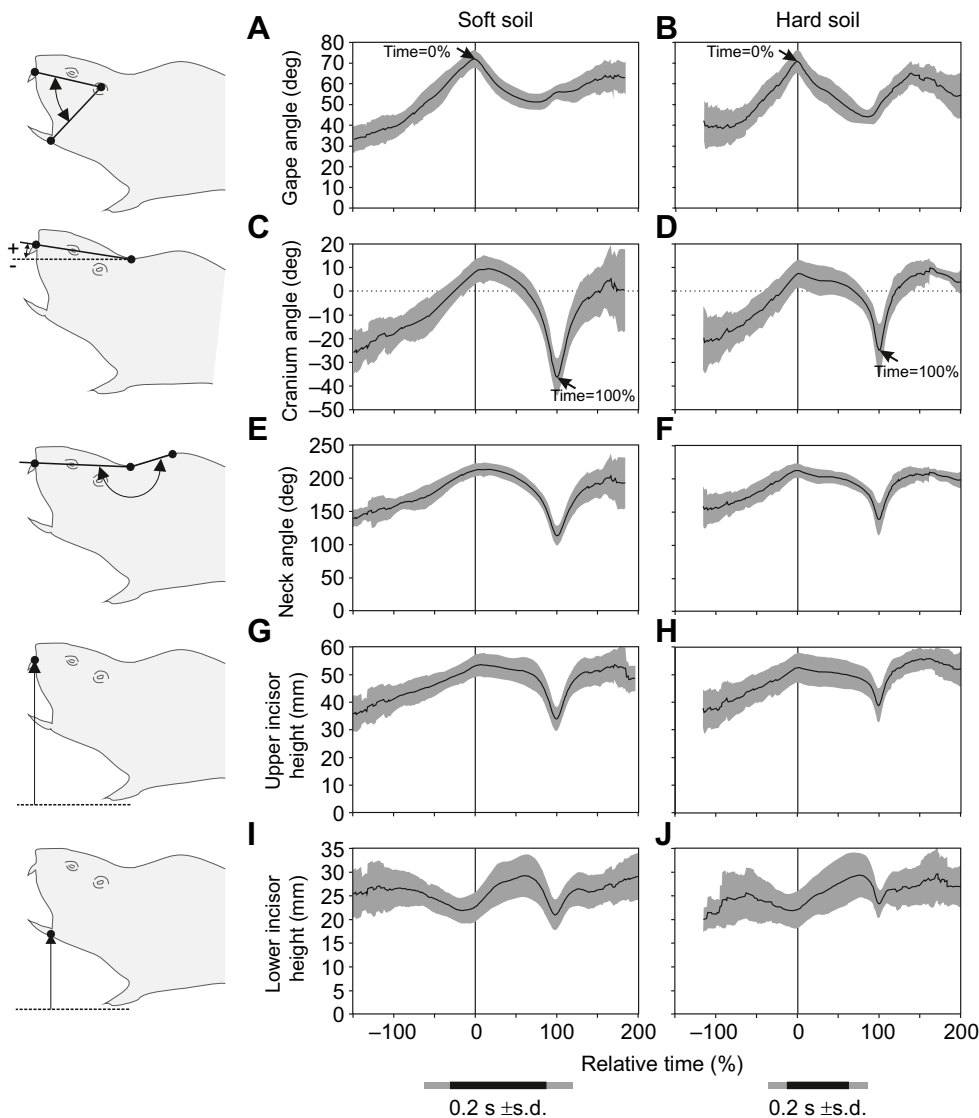 Soft soil
Hard soil
A
B
Time=0%
Time=0%
Gape angle (deg)
80
70
60
50
40
30
20
10
0
+
-
C
D
Cranium angle (deg)
20
10
0
–10
–20
–30
–40
–50
Time=100%
Time=100%
E
F
Neck angle (deg)
250
200
150
100
50
0
G
H
Upper incisor
height (mm)
60
50
40
30
20
10
0
I
J
Lower incisor
height (mm)
35
30
25
20
15
10
5
0
–100 0 100 200 –100 0 100 200
Relative time (%)
0.2 s ±s.d.
0.2 s ±s.d.